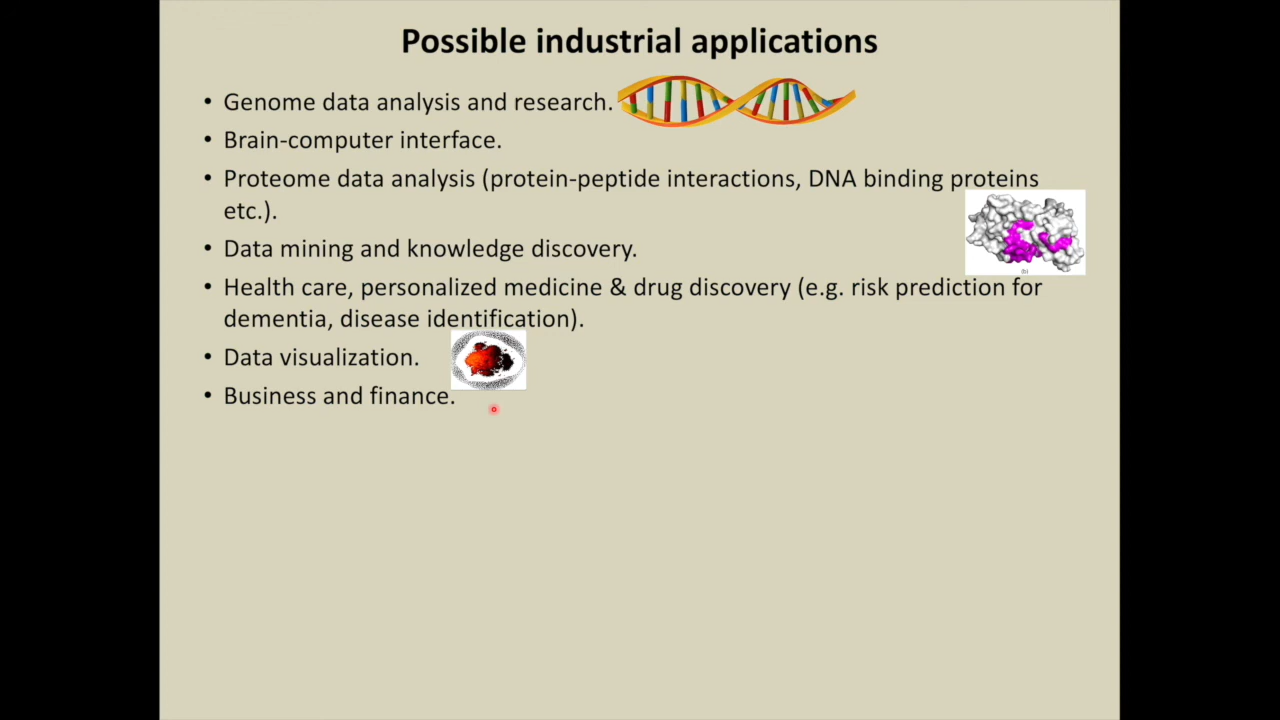 Possible industrial applications
• Genome data analysis and research.
• Brain-computer interface.
• Proteome data analysis (protein-peptide interactions, DNA binding proteins
etc.).
• Data mining and knowledge discovery.
• Health care, personalized medicine & drug discovery (e.g. risk prediction for
dementia, disease identification).
• Data visualization.
• Business and finance.